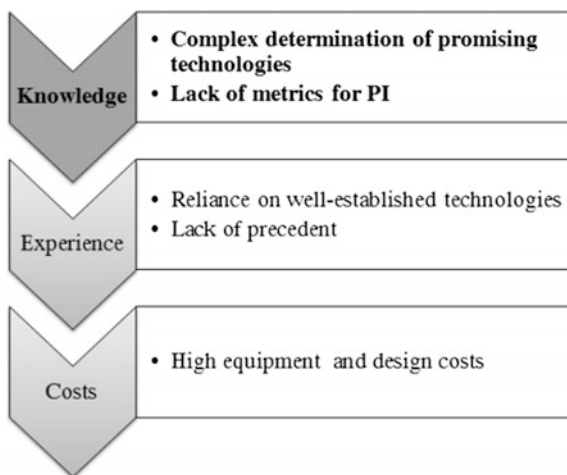 Knowledge
• Complex determination of promising
technologies
• Lack of metrics for PI
Experience
• Reliance on well-established technologies
• Lack of precedent
Costs
• High equipment and design costs